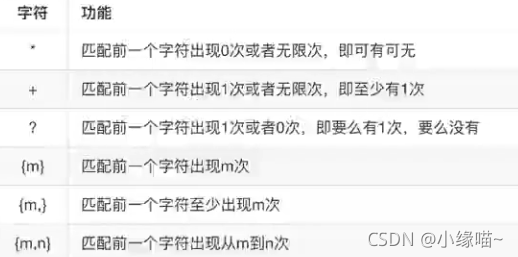 字符 功能
* 匹配前一个字符出现0次或者无限次，即可有可无
+ 匹配前一个字符出现1次或者无限次，即至少有1次
? 匹配前一个字符出现1次或者0次，即要么有1次，要么没有
{m} 匹配前一个字符出现m次
{m,} 匹配前一个字符至少出现m次
{m,n} 匹配前一个字符出现从m到n次
CSDN @小缘喵~